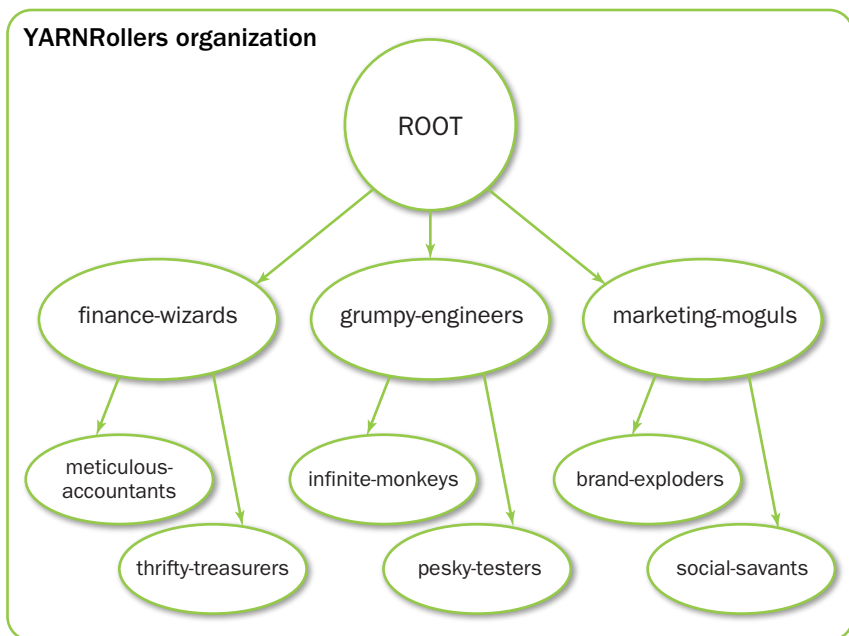 YARNRollers organization
ROOT
finance-wizards
grumpy-engineers
marketing-moguls
meticulous-
accountants
infinite-monkeys
brand-exploders
thrifty-treasurers
pesky-testers
social-savants